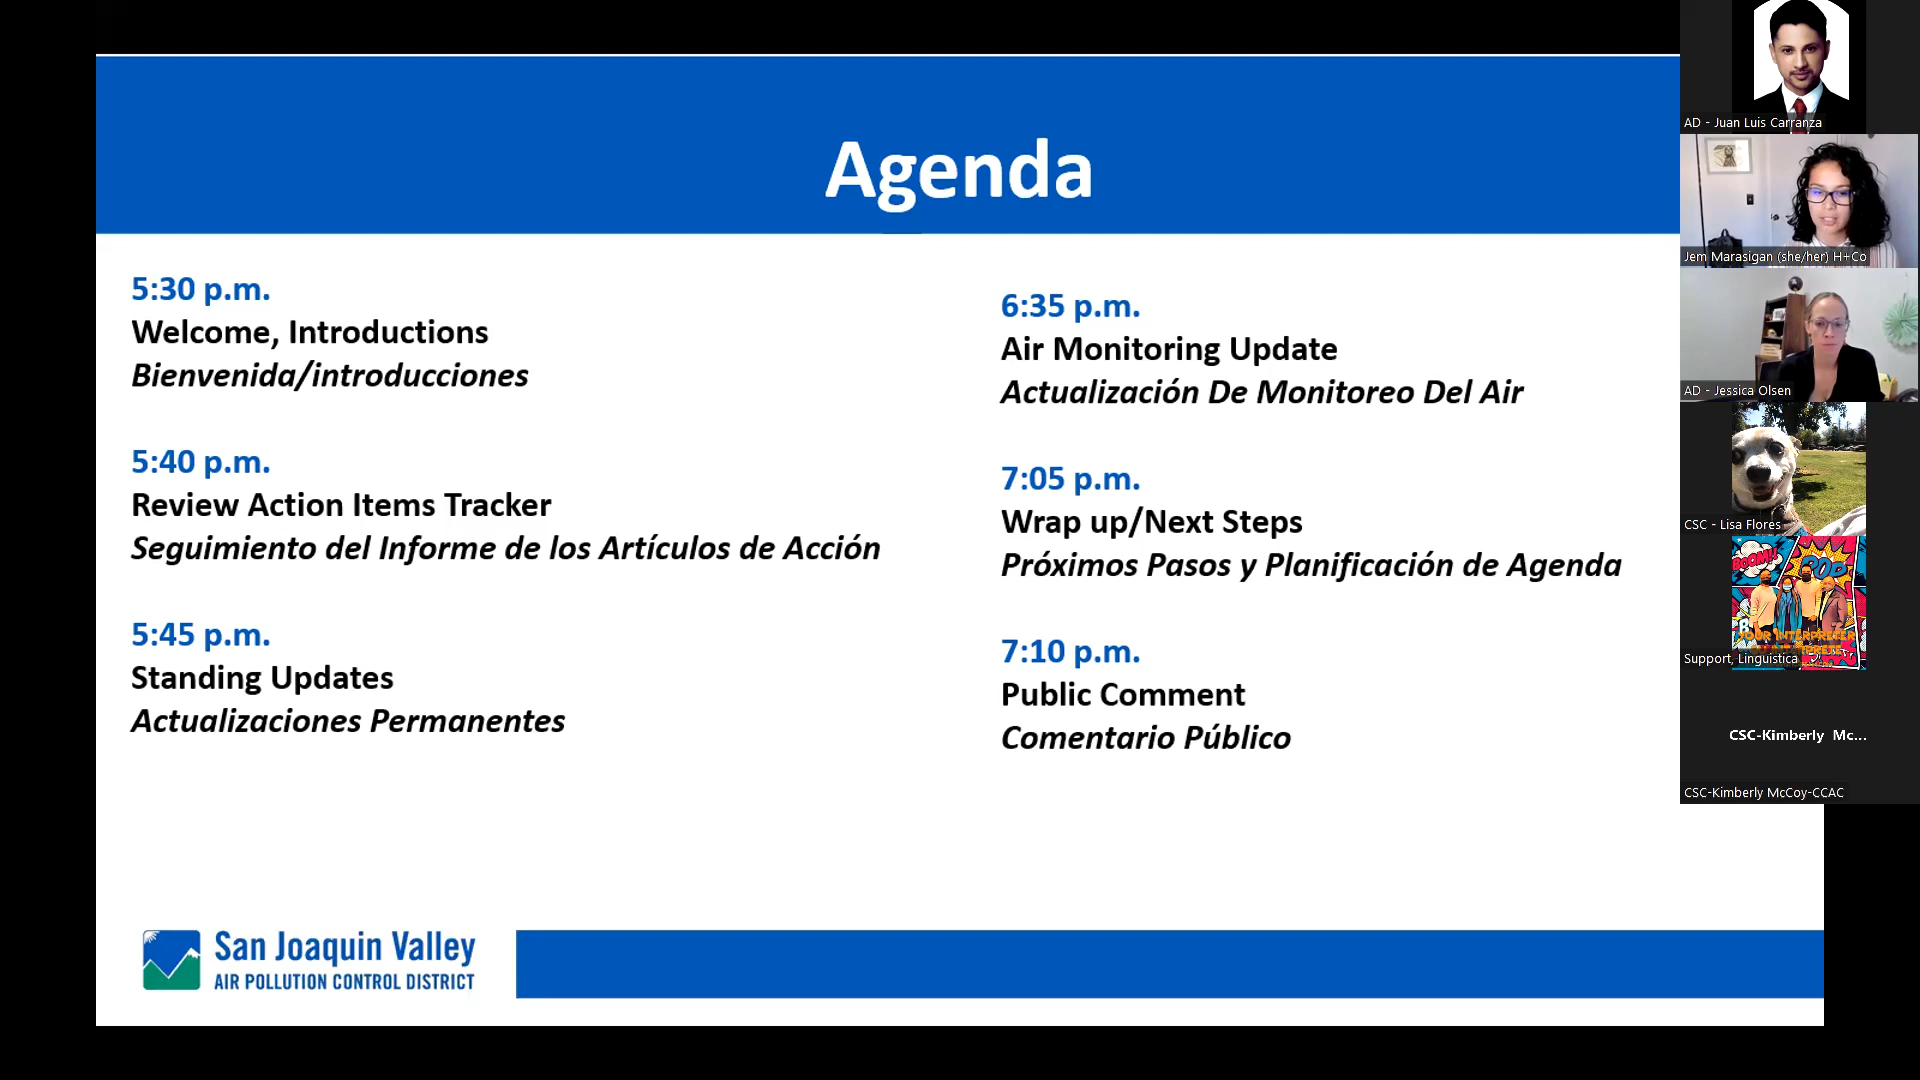 Agenda
5:30 p.m.
Welcome, Introductions
Bienvenida/introducciones
5:40 p.m.
Review Action Items Tracker
Seguimiento del Informe de los Artículos de Acción
5:45 p.m.
Standing Updates
Actualizaciones Permanentes
6:35 p.m.
Air Monitoring Update
Actualización De Monitoreo Del Air
7:05 p.m.
Wrap up/Next Steps
Próximos Pasos y Planificación de Agenda
7:10 p.m.
Public Comment
Comentario Público
San Joaquin Valley
AIR POLLUTION CONTROL DISTRICT
AD - Juan Luis Carranza
Jem Marasigan (she/her) H+Co
AD - Jessica Olsen
CSC - Lisa Flores
BOOM!!
POP
YOUR INTERPRETER
Support, Linguistica
CSC-Kimberly Mc...
CSC-Kimberly McCoy-CCAC